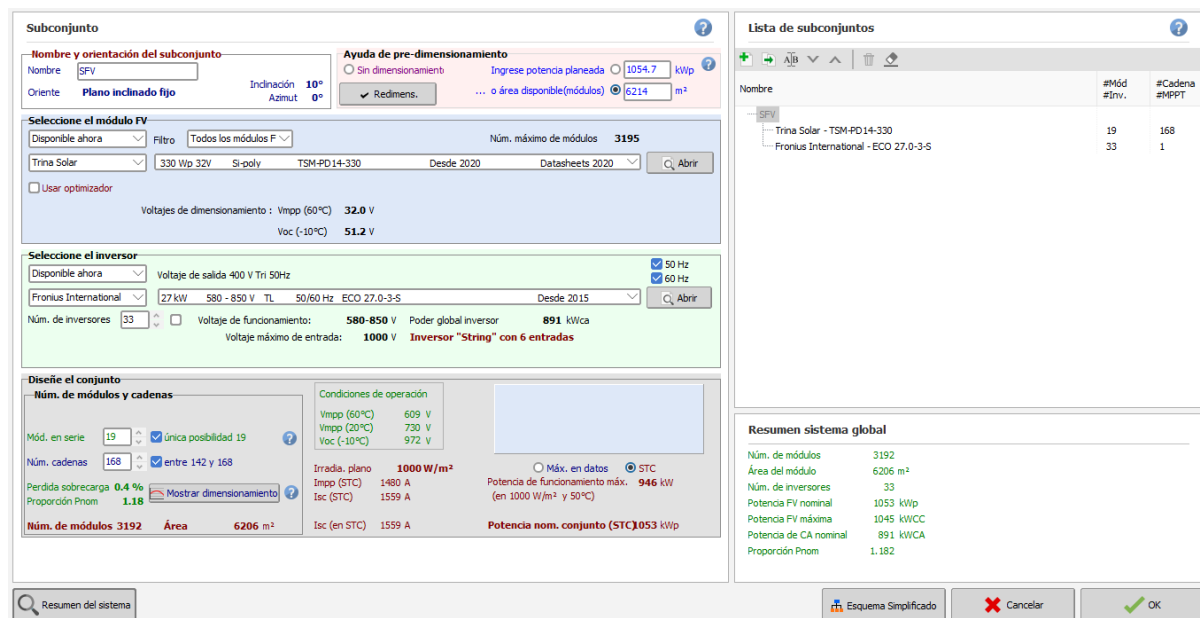 Subconjunto
Nombre y orientación del subconjunto
Nombre SFV
Oriente Plano inclinado fijo
Inclinación 10°
Azimut 0°
Ayuda de pre-dimensionamiento
Sin dimensionamiento
Ingrese potencia planeada 1054.7 kWp
Redimens.
... o área disponible(módulos) 6214 m²
Seleccione el módulo FV
Disponible ahora Filtro Todos los módulos F Núm. máximo de módulos 3195
Trina Solar 330 Wp 32V Si-poly TSM-PD14-330 Desde 2020 Datasheets 2020 Abrir
Usar optimizador
Voltajes de dimensionamiento : Vmpp (60°C) 32.0 V
Voc (-10°C) 51.2 V
Seleccione el inversor
Disponible ahora Voltaje de salida 400 V Tri 50Hz
50 Hz
60 Hz
Fronius International 27 kW 580 - 850 V TL 50/60 Hz ECO 27.0-3-S Desde 2015 Abrir
Núm. de inversores 33 Voltaje de funcionamiento: 580-850 V Poder global inversor 891 kWca
Voltaje máximo de entrada: 1000 V Inversor "String" con 6 entradas
Diseñe el conjunto
Núm. de módulos y cadenas
Mód. en serie 19 única posibilidad 19
Núm. cadenas 168 entre 142 y 168
Perdida sobrecarga 0.4 %
Proporción Pnom 1.18
Mostrar dimensionamiento
Núm. de módulos 3192 Área 6206 m²
Condiciones de operación
Vmpp (60°C) 609 V
Vmpp (20°C) 730 V
Voc (-10°C) 972 V
Irradia. plano 1000 W/m²
Impp (STC) 1480 A
Isc (STC) 1559 A
Isc (en STC) 1559 A
Máx. en datos STC
Potencia de funcionamiento máx. 946 kW
(en 1000 W/m² y 50°C)
Potencia nom. conjunto (STC)1053 kWp
Lista de subconjuntos
Nombre
#Mód #Cadena
#Inv. #MPPT
SFV
Trina Solar - TSM-PD14-330 19 168
Fronius International - ECO 27.0-3-S 33 1
Resumen sistema global
Núm. de módulos 3192
Área del módulo 6206 m²
Núm. de inversores 33
Potencia FV nominal 1053 kWp
Potencia FV máxima 1045 kWCC
Potencia de CA nominal 891 kWCA
Proporción Pnom 1.182
Resumen del sistema
Esquema Simplificado
Cancelar
OK